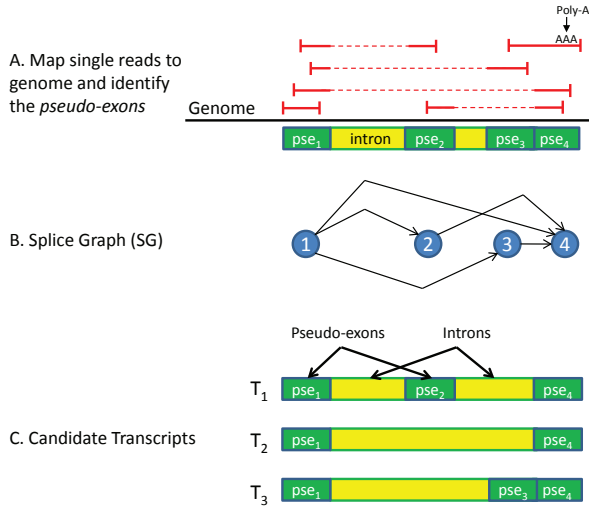 Poly-A
AAA
A. Map single reads to
genome and identify
the pseudo-exons
Genome
pse1 intron pse2 pse3 pse4
B. Splice Graph (SG)
1 2 3 4
Pseudo-exons Introns
T1 pse1 pse2 pse4
C. Candidate Transcripts
T2 pse1 pse4
T3 pse1 pse3 pse4